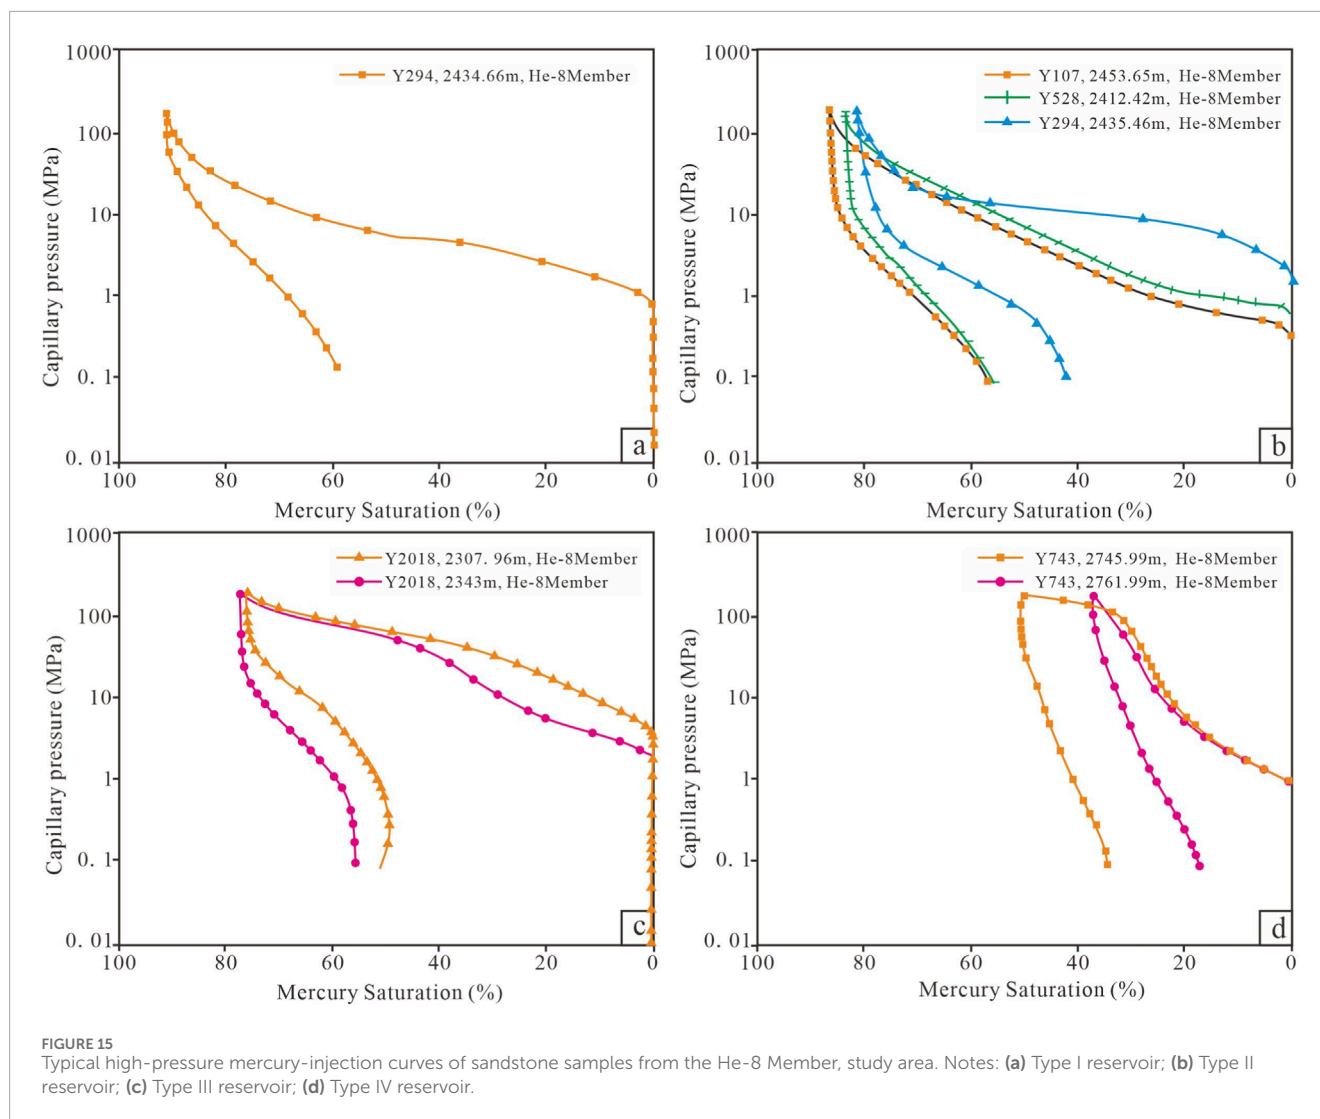 1000
100
10
1
0. 1
0. 01
Capillary pressure (MPa)
Y294, 2434.66m, He-8Member
a
100 80 60 40 20 0
Mercury Saturation (%)
1000
100
10
1
0. 1
0. 01
Capillary pressure (MPa)
Y107, 2453.65m, He-8Member
Y528, 2412.42m, He-8Member
Y294, 2435.46m, He-8Member
b
100 80 60 40 20 0
Mercury Saturation (%)
1000
100
10
1
0. 1
0. 01
Capillary pressure (MPa)
Y2018, 2307. 96m, He-8Member
Y2018, 2343m, He-8Member
c
100 80 60 40 20 0
Mercury Saturation (%)
1000
100
10
1
0. 1
0. 01
Capillary pressure (MPa)
Y743, 2745.99m, He-8Member
Y743, 2761.99m, He-8Member
d
100 80 60 40 20 0
Mercury Saturation (%)
FIGURE 15
Typical high-pressure mercury-injection curves of sandstone samples from the He-8 Member, study area. Notes: (a) Type I reservoir; (b) Type II
reservoir; (c) Type III reservoir; (d) Type IV reservoir.